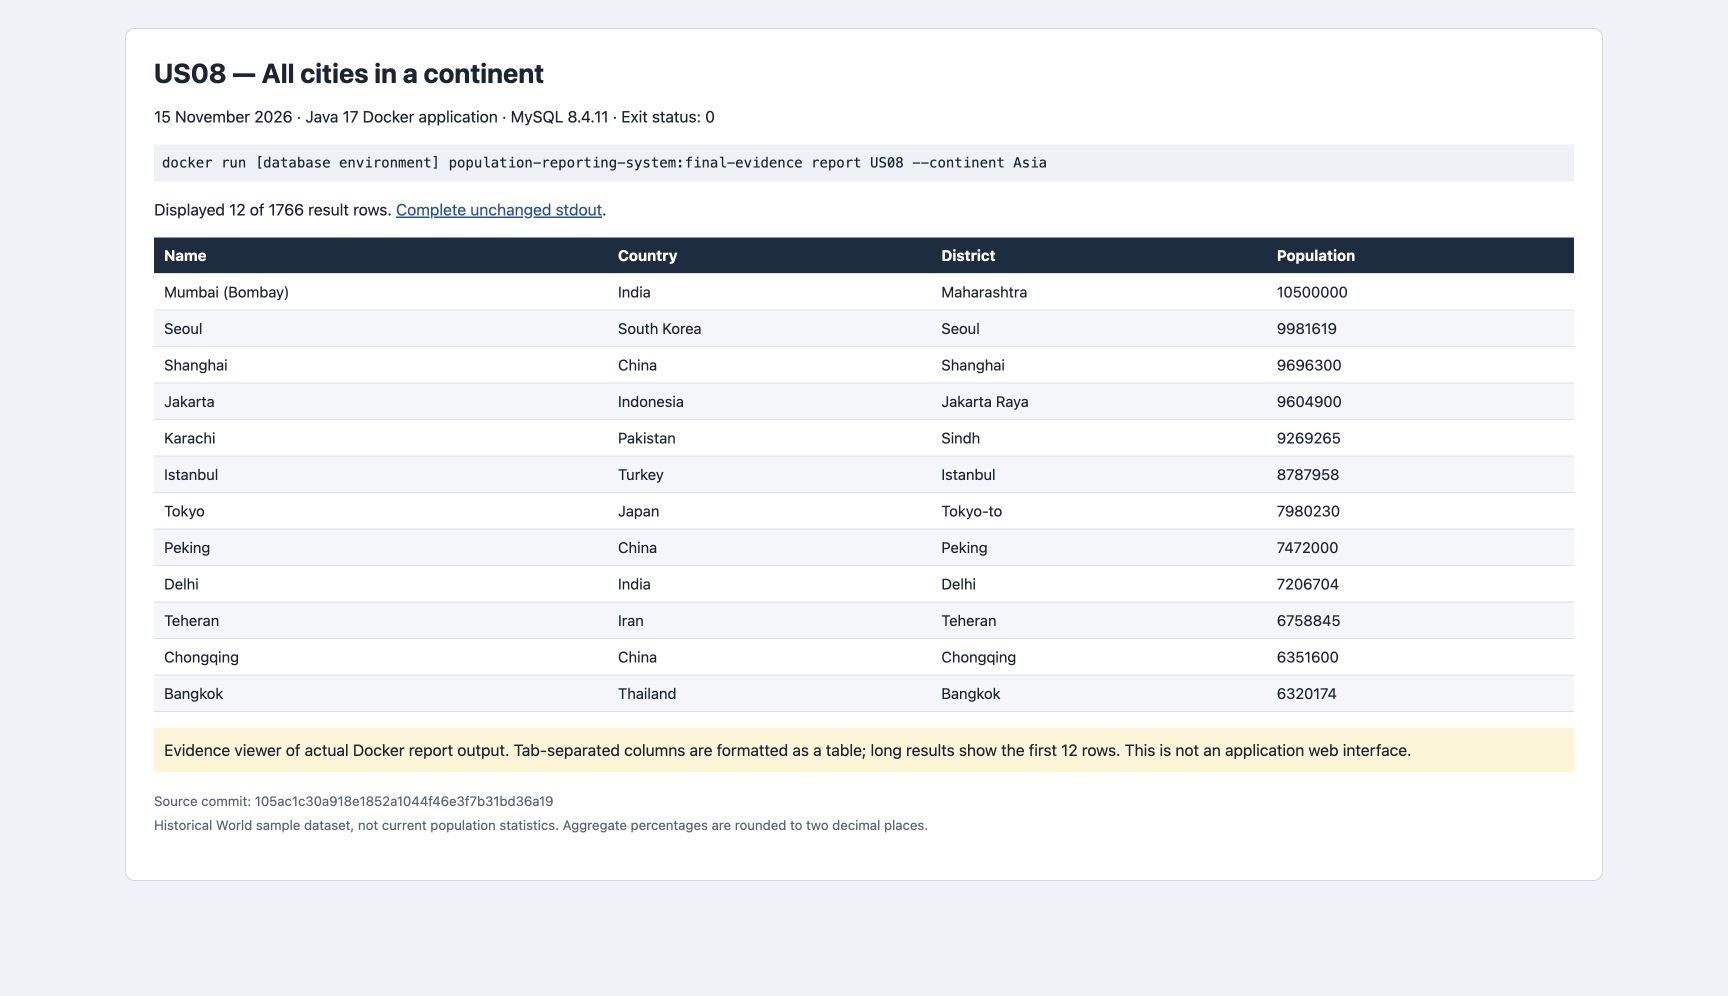 US08 — All cities in a continent
15 November 2026 · Java 17 Docker application · MySQL 8.4.11 · Exit status: 0
docker run [database environment] population-reporting-system:final-evidence report US08 --continent Asia
Displayed 12 of 1766 result rows. Complete unchanged stdout.
Name Country District Population
Mumbai (Bombay) India Maharashtra 10500000
Seoul South Korea Seoul 9981619
Shanghai China Shanghai 9696300
Jakarta Indonesia Jakarta Raya 9604900
Karachi Pakistan Sindh 9269265
Istanbul Turkey Istanbul 8787958
Tokyo Japan Tokyo-to 7980230
Peking China Peking 7472000
Delhi India Delhi 7206704
Teheran Iran Teheran 6758845
Chongqing China Chongqing 6351600
Bangkok Thailand Bangkok 6320174
Evidence viewer of actual Docker report output. Tab-separated columns are formatted as a table; long results show the first 12 rows. This is not an application web interface.
Source commit: 105ac1c30a918e1852a1044f46e3f7b31bd36a19
Historical World sample dataset, not current population statistics. Aggregate percentages are rounded to two decimal places.